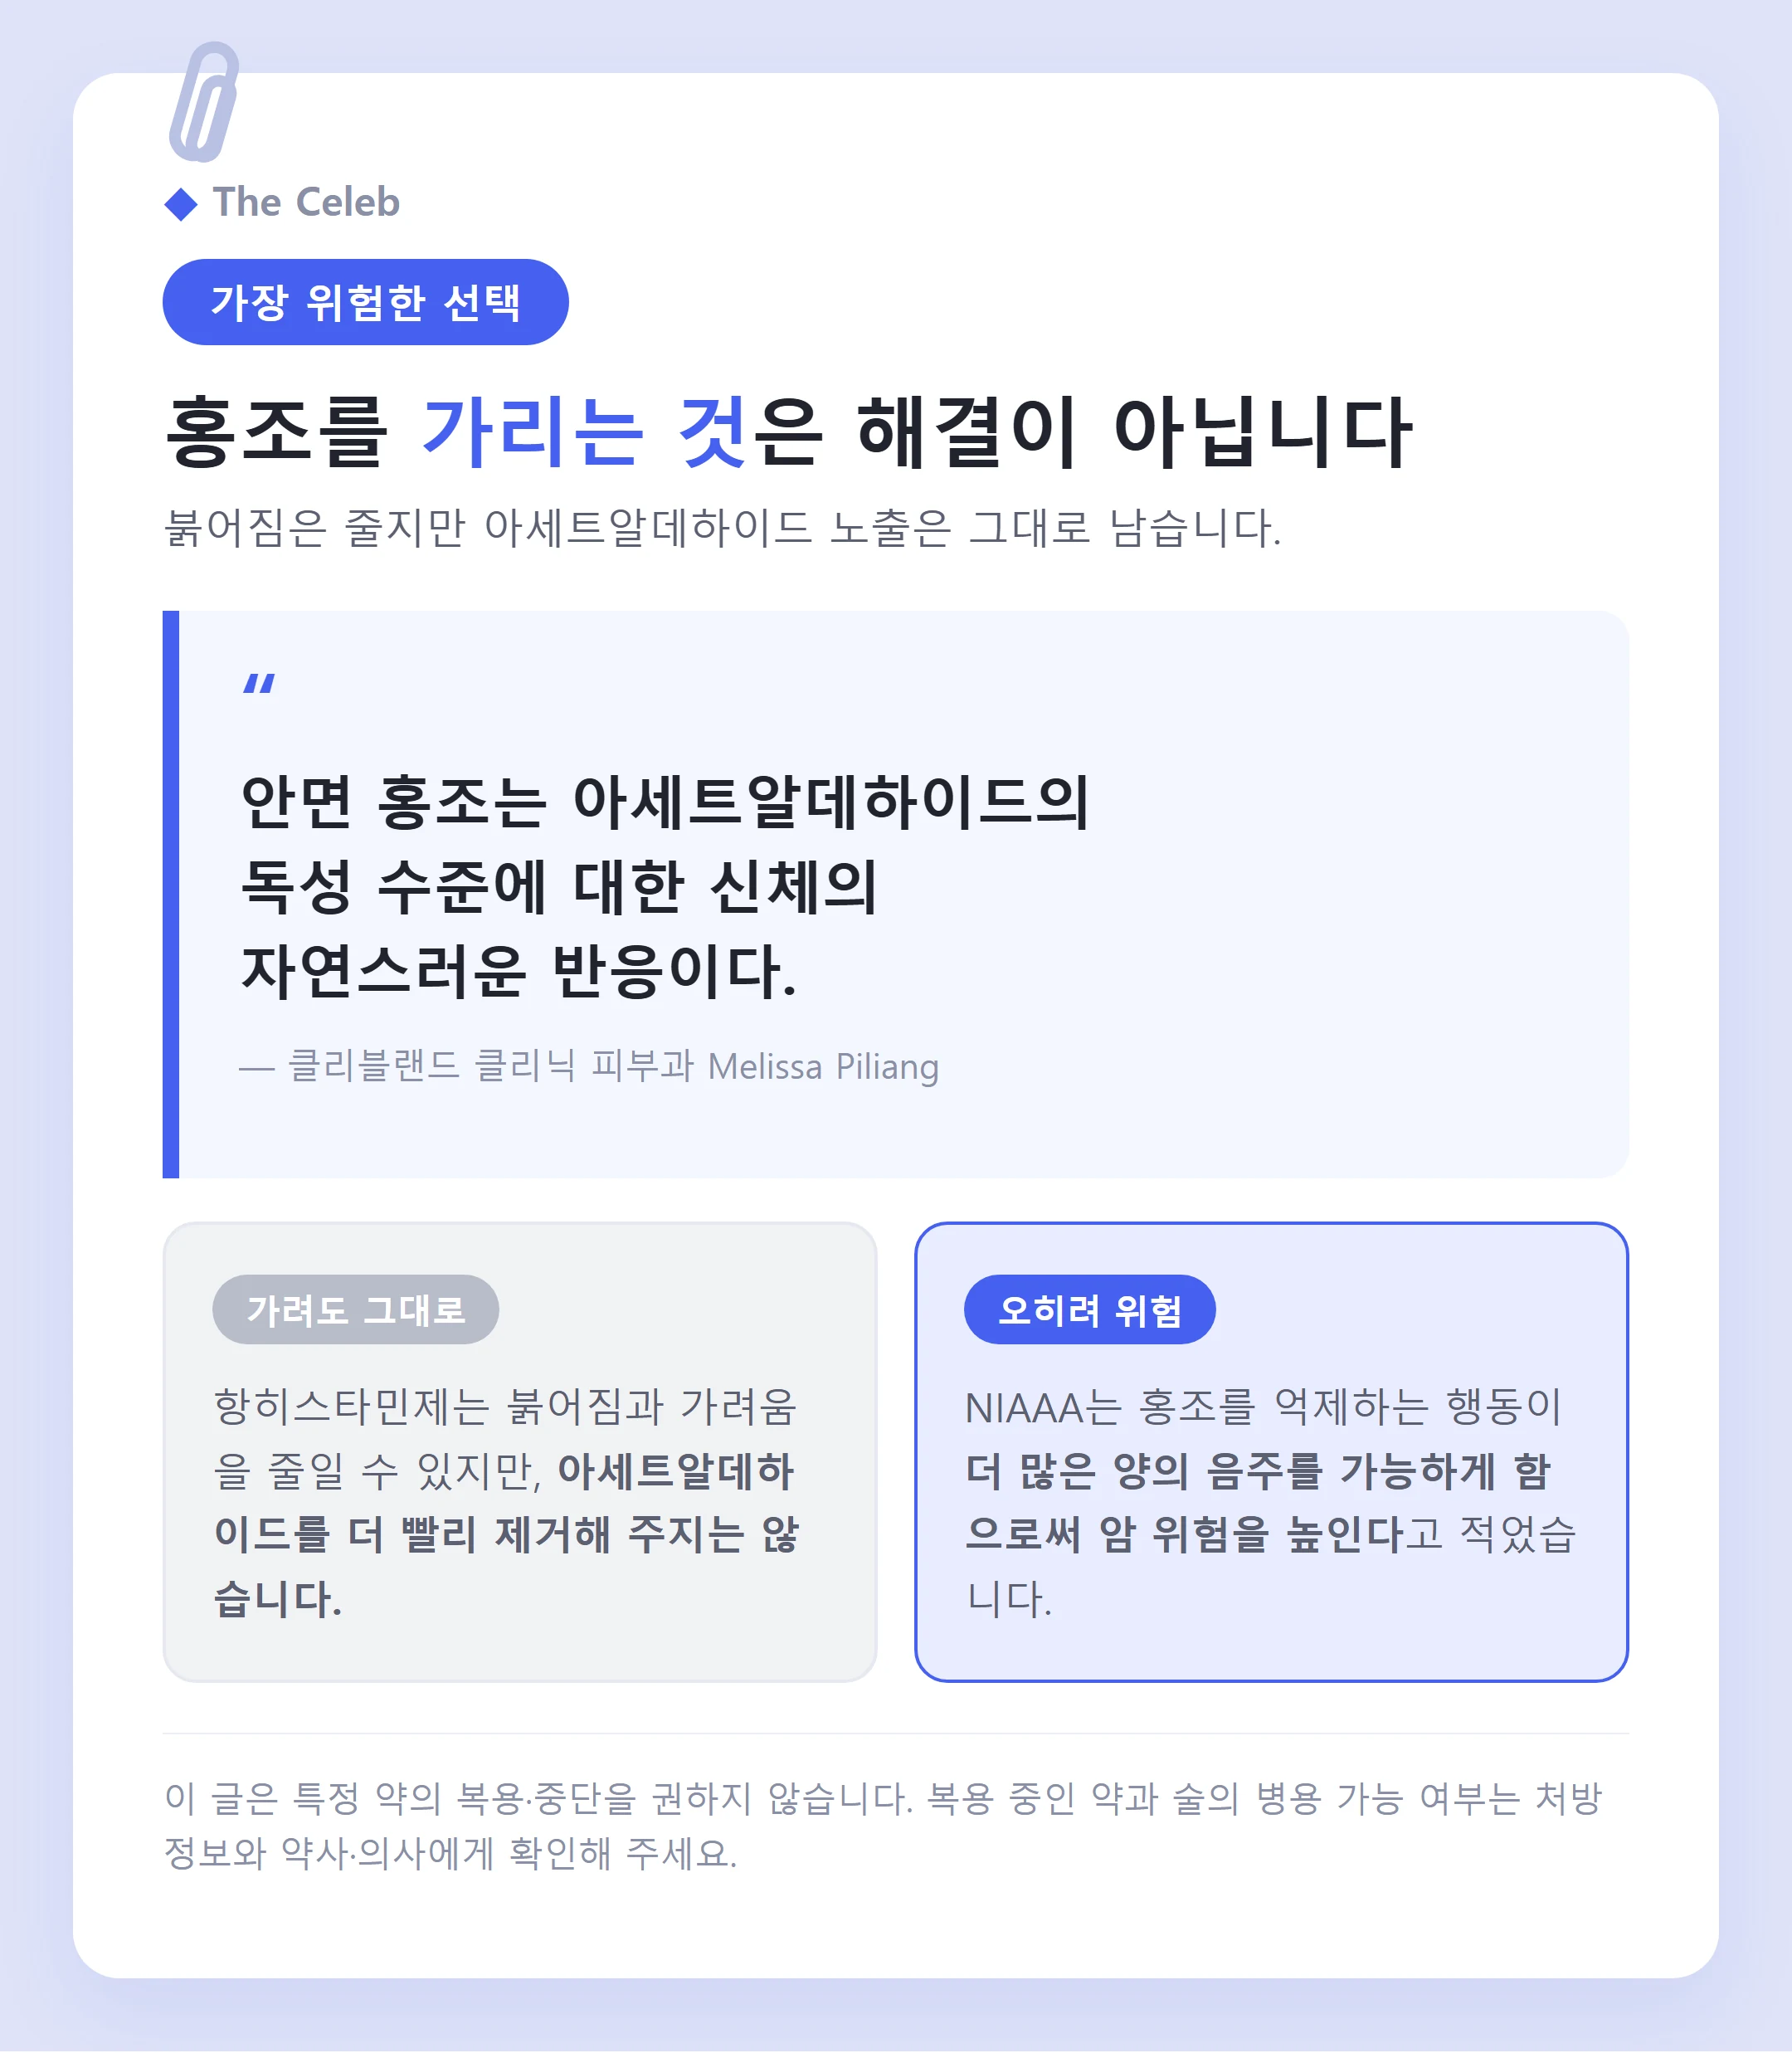 ◆ The Celeb
가장 위험한 선택
홍조를 가리는 것은 해결이 아닙니다
붉어짐은 줄지만 아세트알데하이드 노출은 그대로 남습니다.
“
안면 홍조는 아세트알데하이드의
독성 수준에 대한 신체의
자연스러운 반응이다.
— 클리블랜드 클리닉 피부과 Melissa Piliang
가려도 그대로
항히스타민제는 붉어짐과 가려움
을 줄일 수 있지만, 아세트알데하
이드를 더 빨리 제거해 주지는 않
습니다.
오히려 위험
NIAAA는 홍조를 억제하는 행동이
더 많은 양의 음주를 가능하게 함
으로써 암 위험을 높인다고 적었습
니다.
이 글은 특정 약의 복용·중단을 권하지 않습니다. 복용 중인 약과 술의 병용 가능 여부는 처방
정보와 약사·의사에게 확인해 주세요.